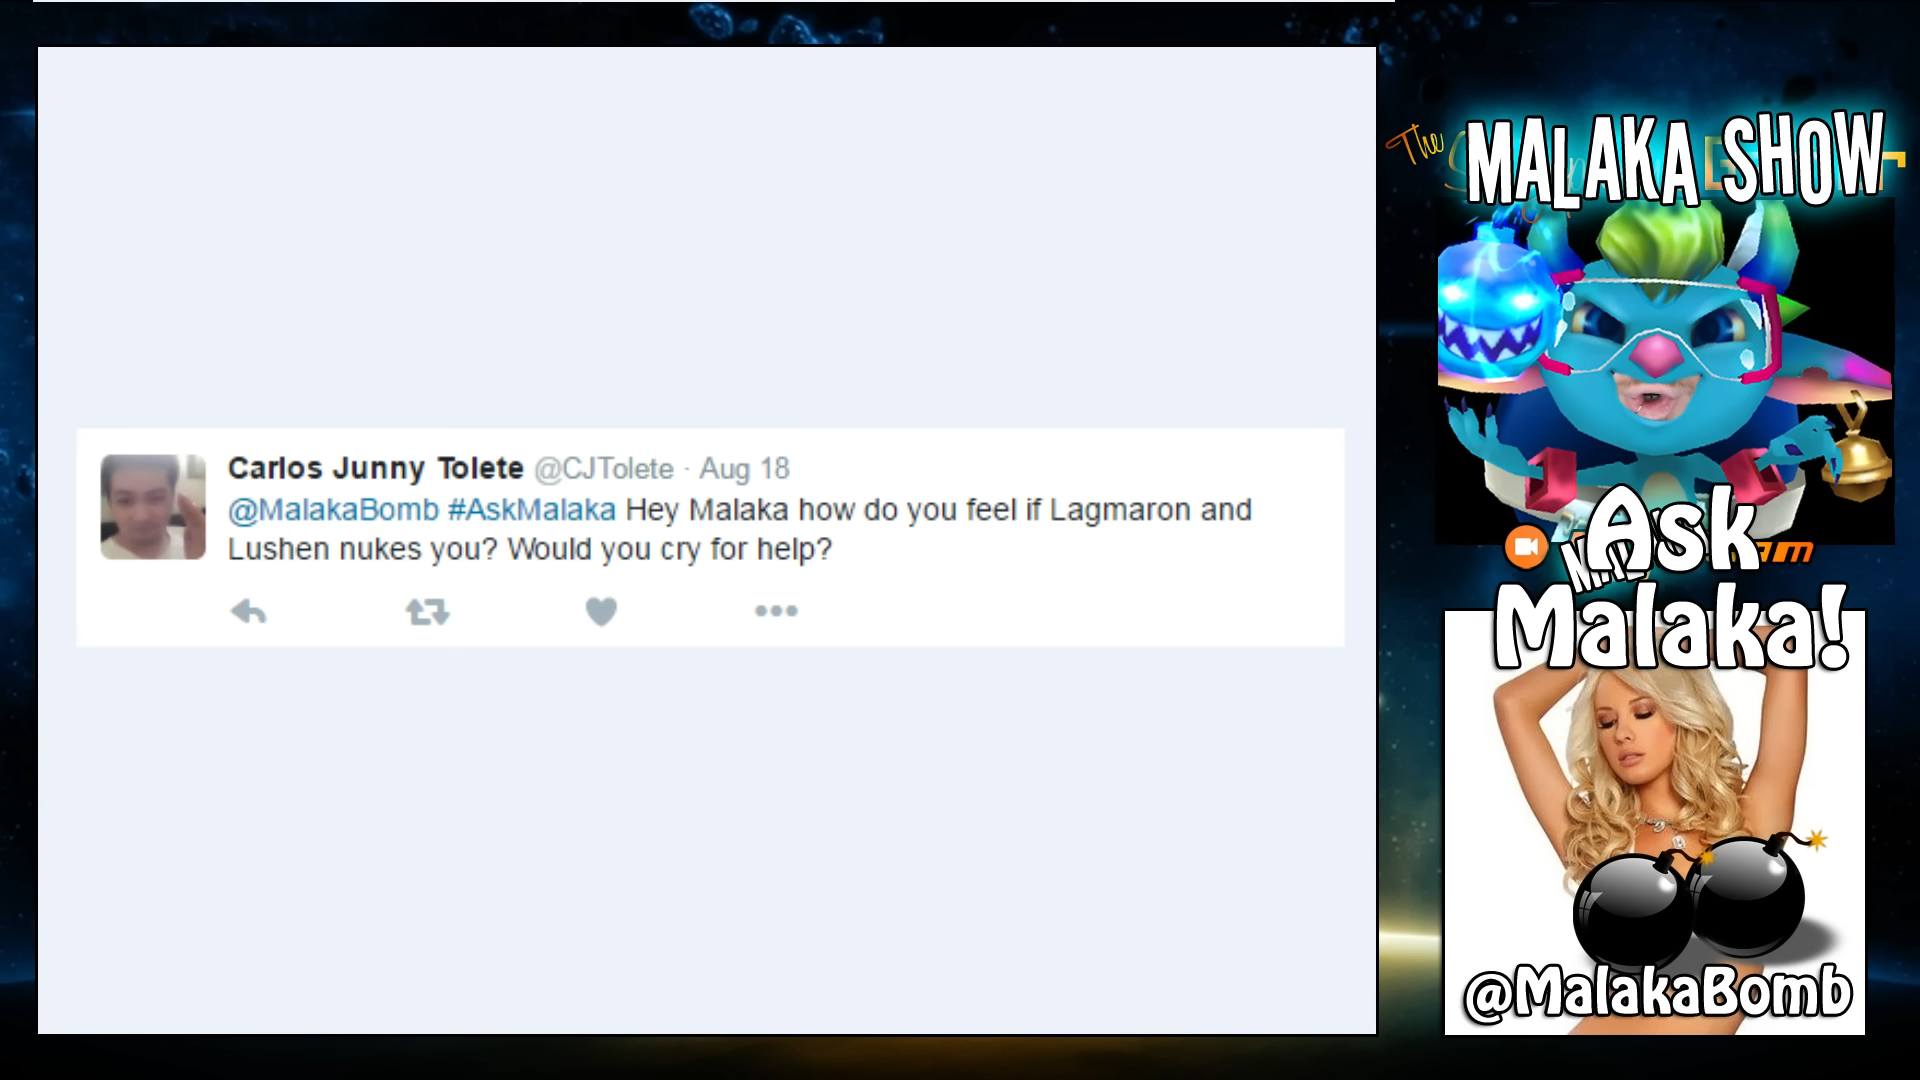 Carlos Junny Tolete @CJTolete · Aug 18
@MalakaBomb #AskMalaka Hey Malaka how do you feel if Lagmaron and
Lushen nukes you? Would you cry for help?
The
MALAKA SHOW
Ask
Malaka!
@MalakaBomb